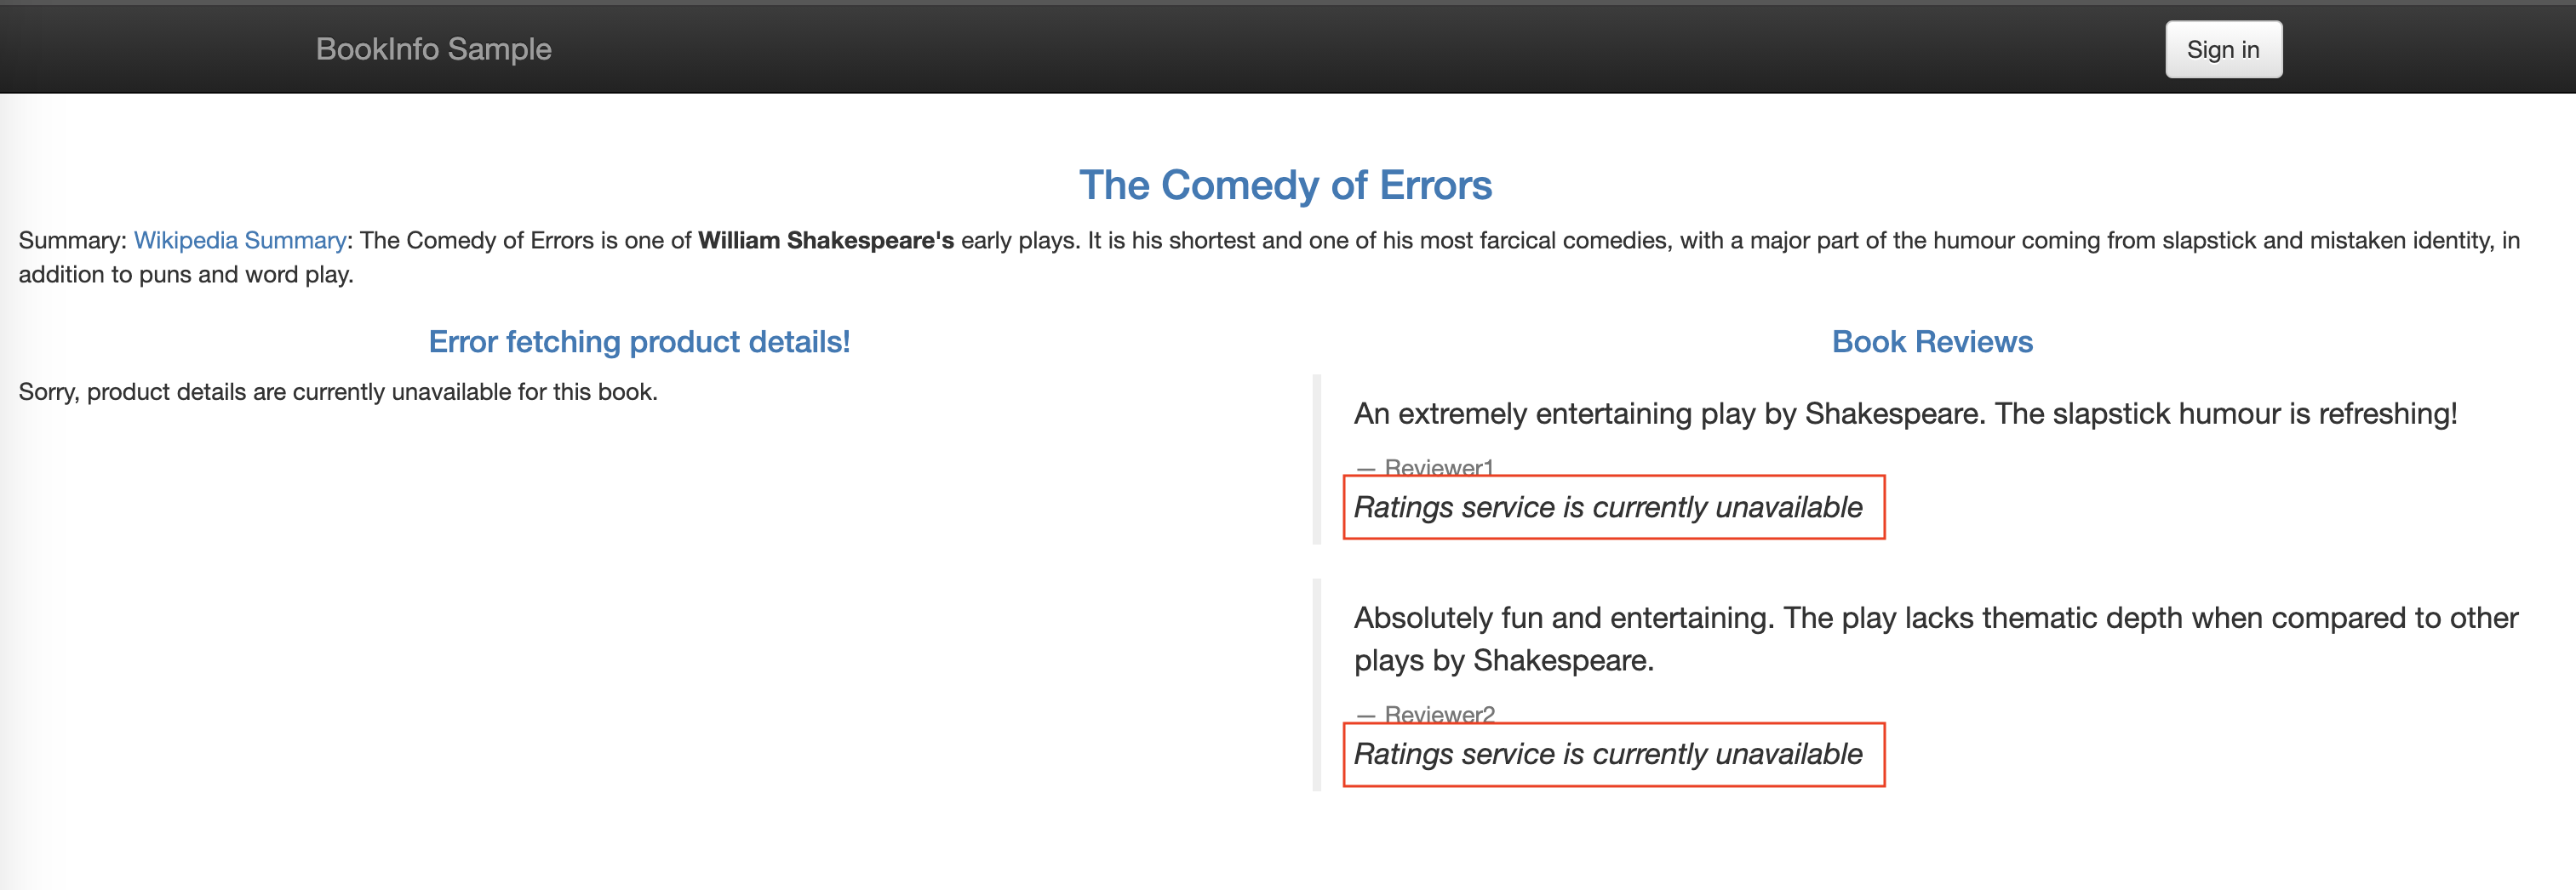 BookInfo Sample
Sign in
The Comedy of Errors
Summary: Wikipedia Summary: The Comedy of Errors is one of William Shakespeare's early plays. It is his shortest and one of his most farcical comedies, with a major part of the humour coming from slapstick and mistaken identity, in
addition to puns and word play.
Error fetching product details!
Sorry, product details are currently unavailable for this book.
Book Reviews
An extremely entertaining play by Shakespeare. The slapstick humour is refreshing!
— Reviewer1
Ratings service is currently unavailable
Absolutely fun and entertaining. The play lacks thematic depth when compared to other
plays by Shakespeare.
— Reviewer2
Ratings service is currently unavailable